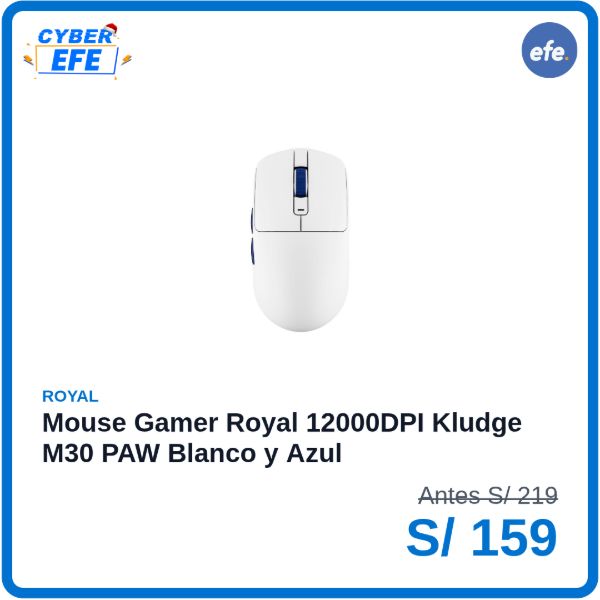 CYBER
EFE
efe.
ROYAL
Mouse Gamer Royal 12000DPI Kludge
M30 PAW Blanco y Azul
Antes S/ 219
S/ 159